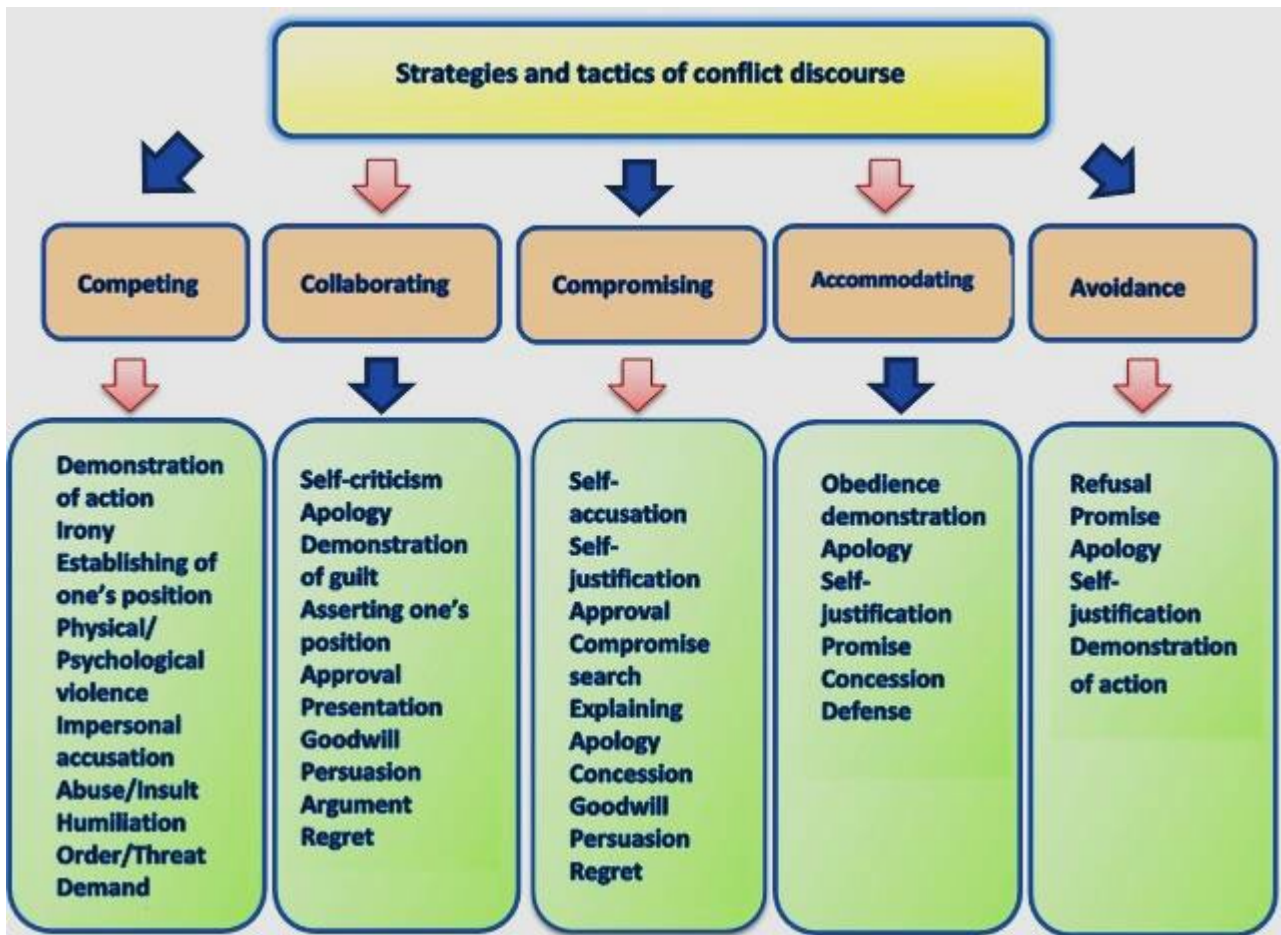 Strategies and tactics of conflict discourse
Competing
Collaborating
Compromising
Accommodating
Avoidance
Demonstration
of action
Irony
Establishing of
one's position
Physical/
Psychological
violence
Impersonal
accusation
Abuse/Insult
Humiliation
Order/Threat
Demand
Self-criticism
Apology
Demonstration
of guilt
Asserting one's
position
Approval
Presentation
Goodwill
Persuasion
Argument
Regret
Self-
accusation
Self-
justification
Approval
Compromise
search
Explaining
Apology
Concession
Goodwill
Persuasion
Regret
Obedience
demonstration
Apology
Self-
justification
Promise
Concession
Defense
Refusal
Promise
Apology
Self-
justification
Demonstration
of action